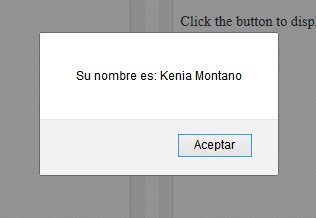 Click the button to disp
Su nombre es: Kenia Montano
Aceptar